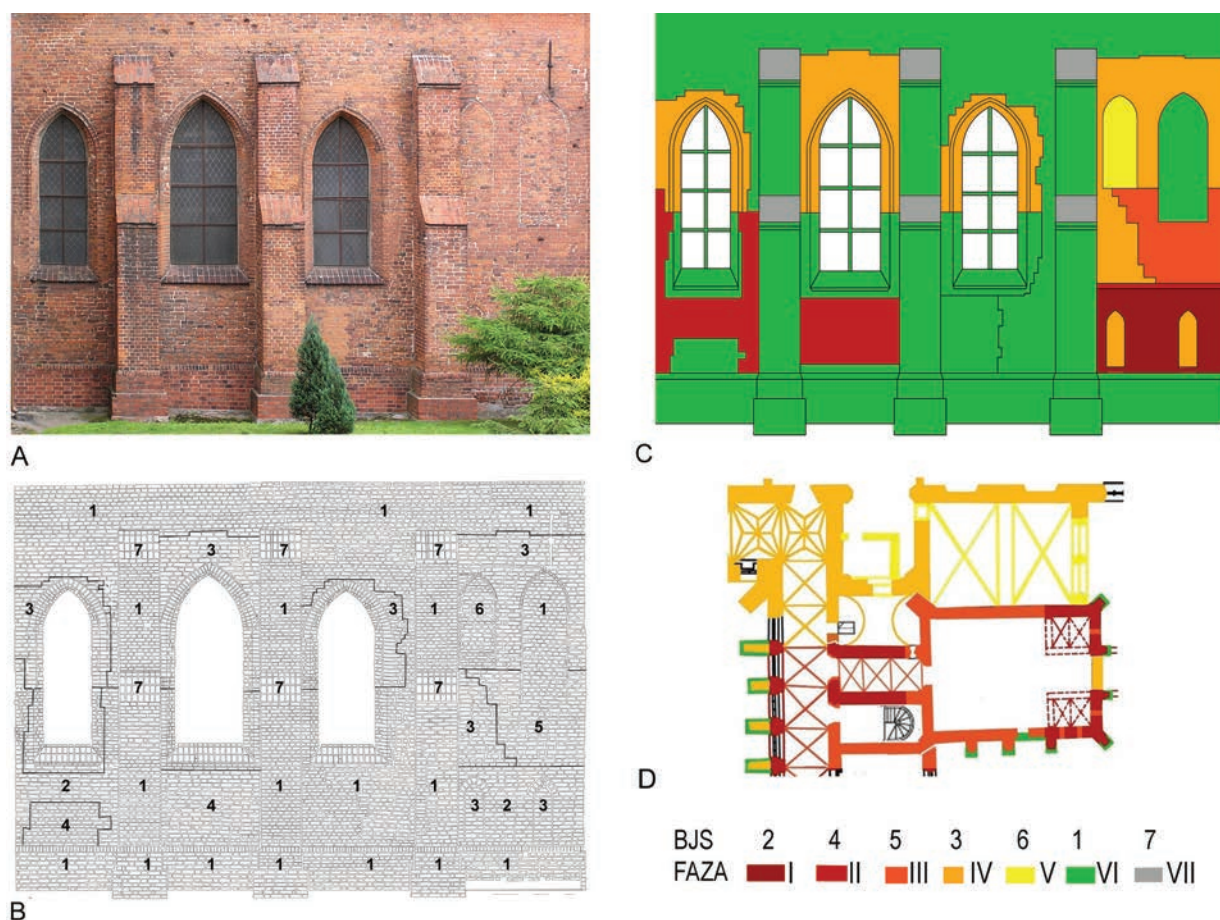 A
C
1 1 1
7 3 7 7 3
3 1 1 3 1 6 1
7 7 7
3 5
2 1 1 1
4 3 2 3
4
1 1 1 1 1 1 1
B
D
BJS 2 4 5 3 6 1 7
FAZA I II III IV V VI VII